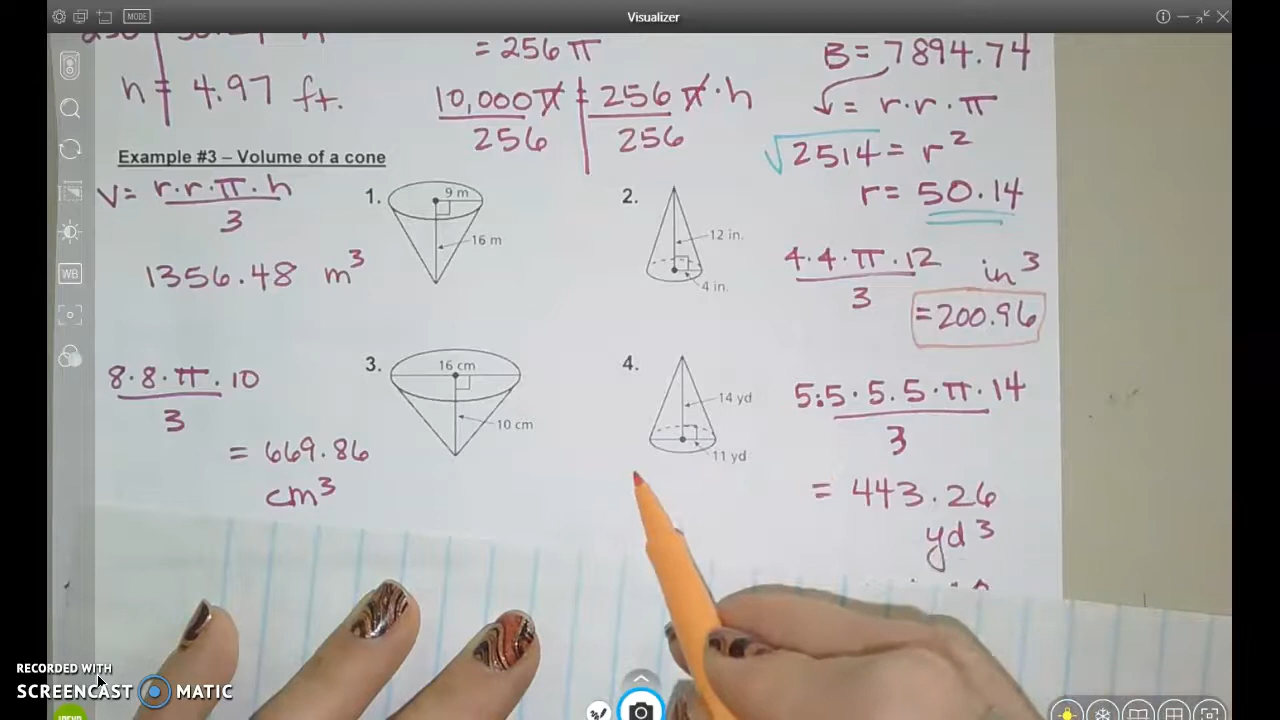 MODE
Visualizer
h = 4.97 ft.
= 256 π
10,000π = 256 π · h
256 256
B = 7894.74
= r · r · π
√2514 = r²
r = 50.14
Example #3 – Volume of a cone
V = r · r · π · h
3
1356.48 m³
1.
9 m
16 m
2.
12 in.
4 in.
4 · 4 · π · 12
3
in³
= 200.96
8 · 8 · π · 10
3
= 669.86
cm³
3.
16 cm
10 cm
4.
14 yd
11 yd
5.5 · 5.5 · π · 14
3
= 443.26
yd³
WB
RECORDED WITH
SCREENCAST MATIC